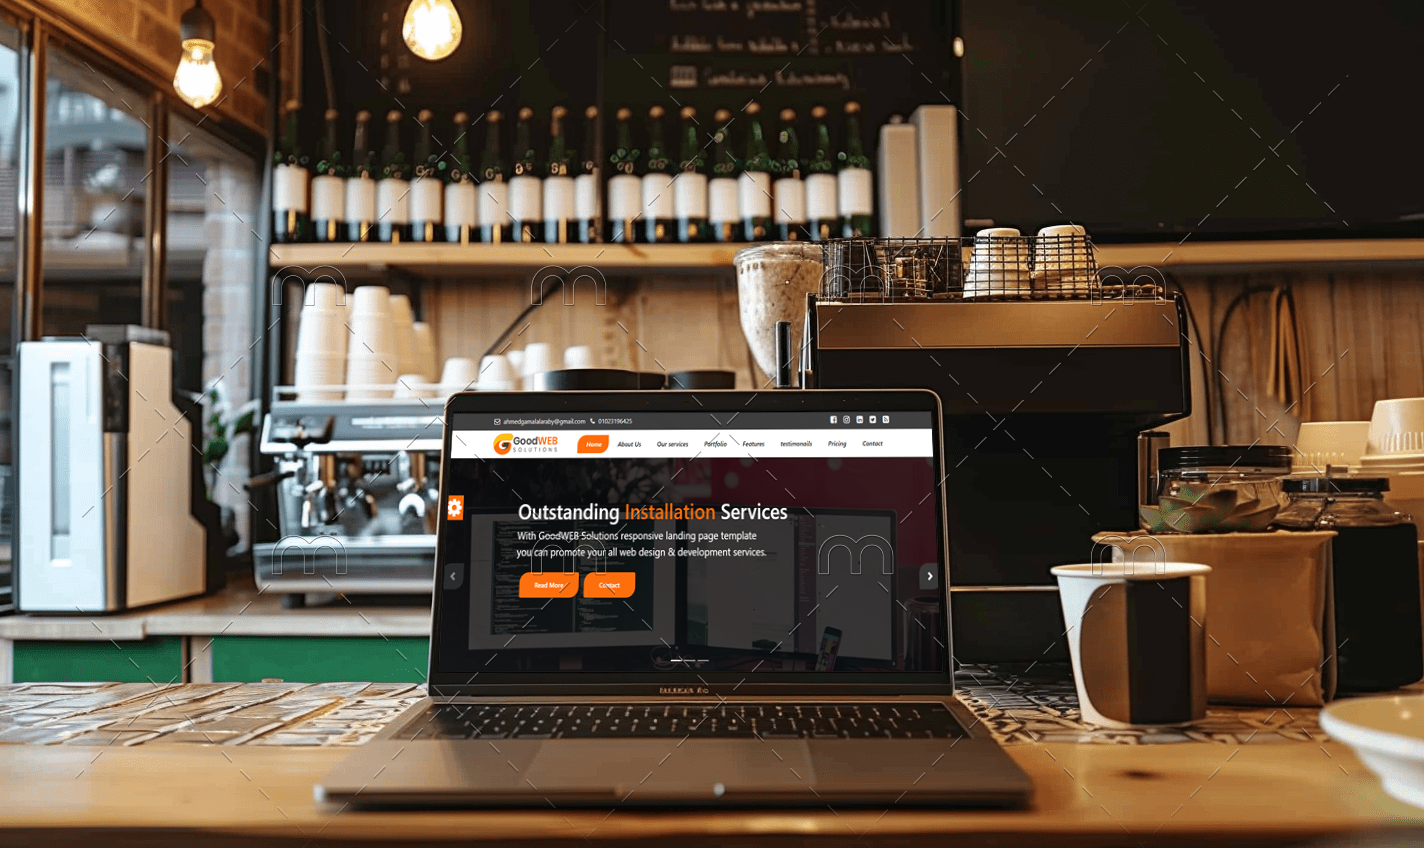 ahmedgamalalaraby@gmail.com 01023196425
GoodWEB
SOLUTIONS
Home About Us Our services Portfolio Features testimonails Pricing Contact
Outstanding Installation Services
With GoodWEB Solutions responsive landing page template
you can promote your all web design & development services.
Read More Contact
m m m
m m m